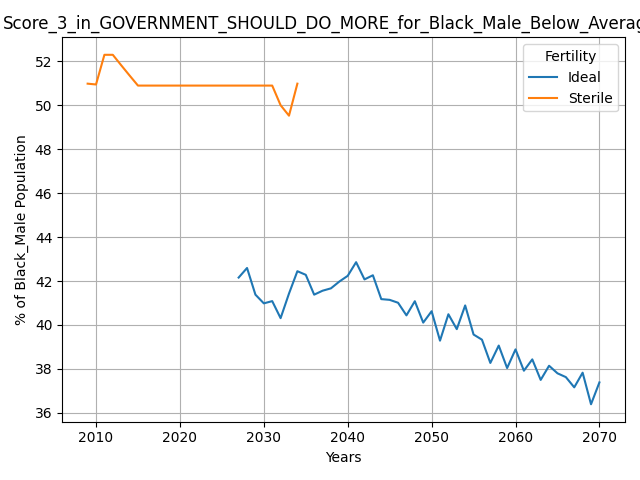 Score_3_in_GOVERNMENT_SHOULD_DO_MORE_for_Black_Male_Below_Averag
Fertility
Ideal
Sterile
% of Black_Male Population
52
50
48
46
44
42
40
38
36
2010 2020 2030 2040 2050 2060 2070
Years